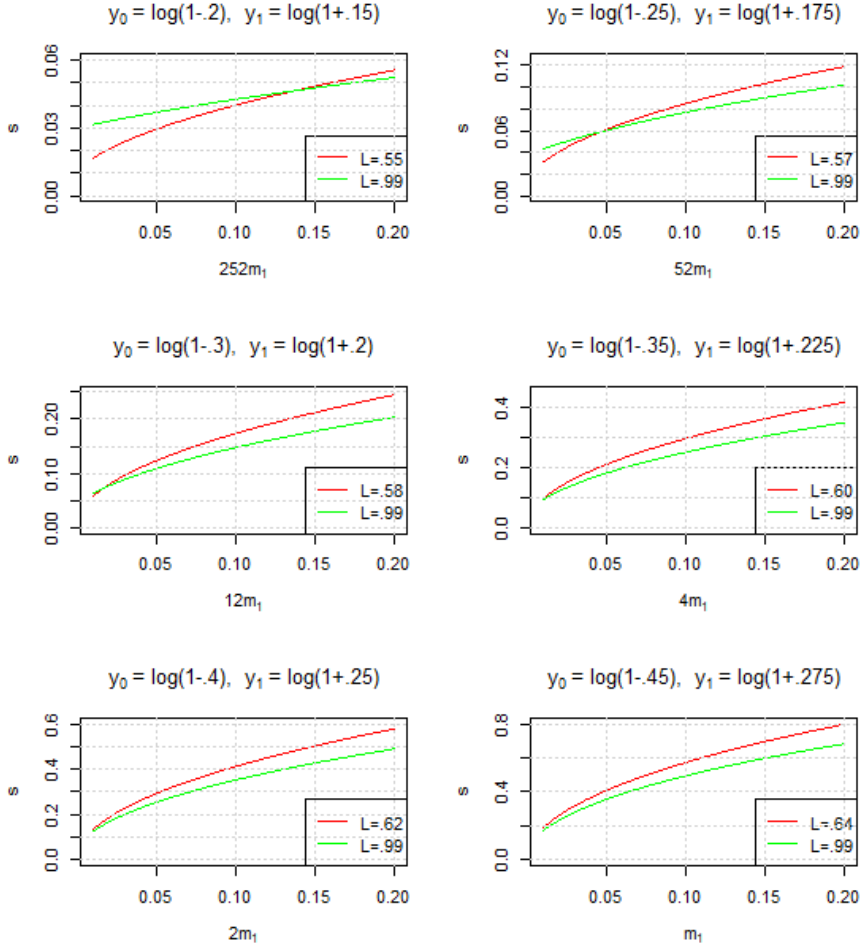 y₀ = log(1-.2), y₁ = log(1+.15)
s
0.06
0.03
0.00
L=.55
L=.99
0.05 0.10 0.15 0.20
252m₁
y₀ = log(1-.25), y₁ = log(1+.175)
s
0.12
0.06
0.00
L=.57
L=.99
0.05 0.10 0.15 0.20
52m₁
y₀ = log(1-.3), y₁ = log(1+.2)
s
0.20
0.10
0.00
L=.58
L=.99
0.05 0.10 0.15 0.20
12m₁
y₀ = log(1-.35), y₁ = log(1+.225)
s
0.4
0.2
0.0
L=.60
L=.99
0.05 0.10 0.15 0.20
4m₁
y₀ = log(1-.4), y₁ = log(1+.25)
s
0.6
0.4
0.2
0.0
L=.62
L=.99
0.05 0.10 0.15 0.20
2m₁
y₀ = log(1-.45), y₁ = log(1+.275)
s
0.8
0.4
0.0
L=.64
L=.99
0.05 0.10 0.15 0.20
m₁